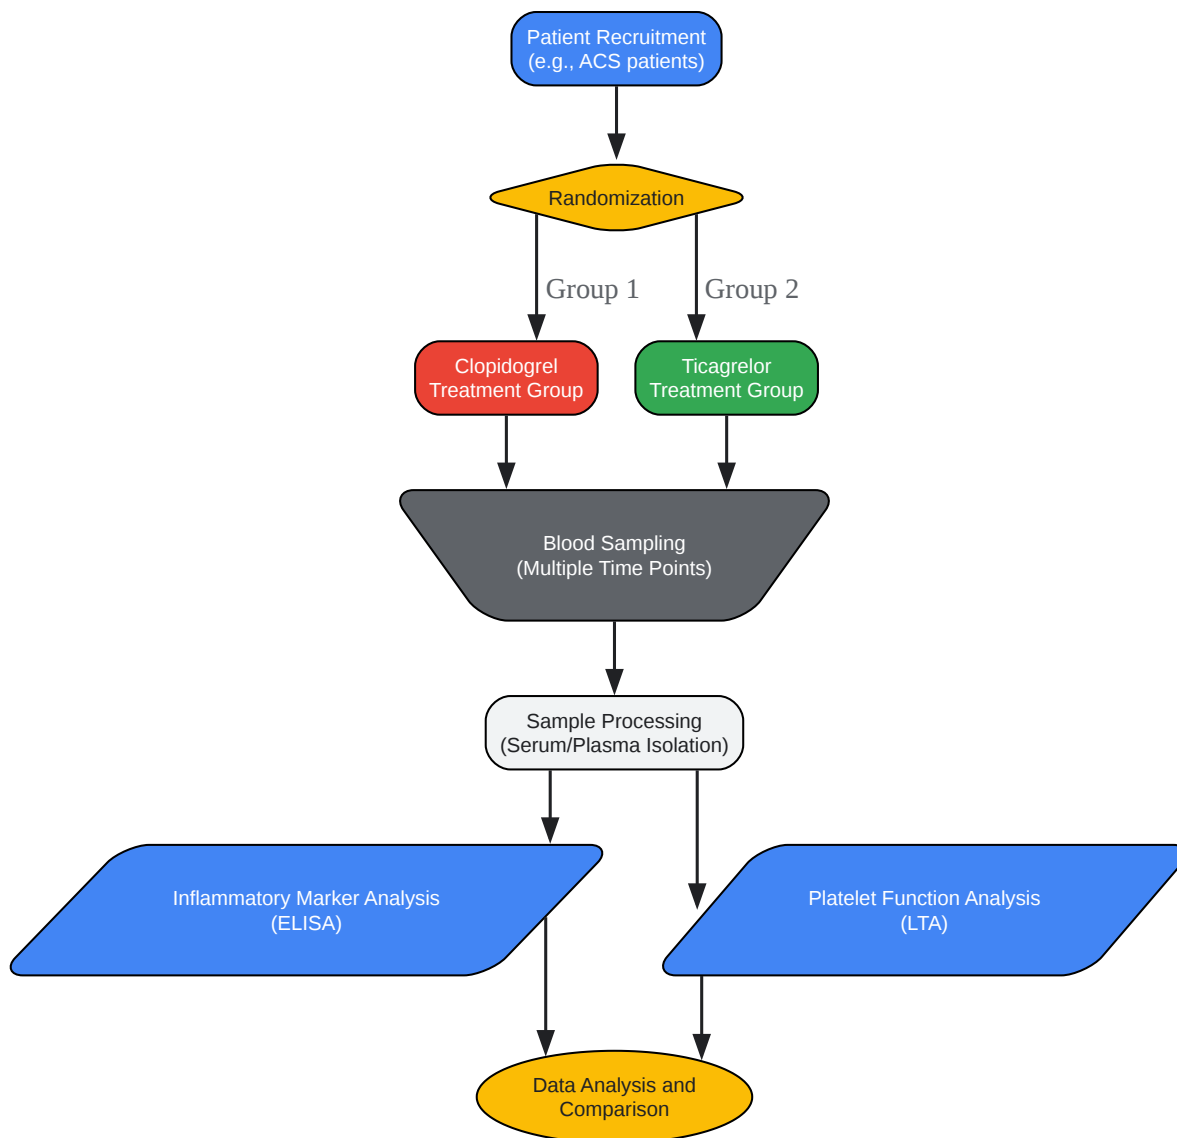 Patient Recruitment
(e.g., ACS patients)
Randomization
Group 1
Group 2
Clopidogrel
Treatment Group
Ticagrelor
Treatment Group
Blood Sampling
(Multiple Time Points)
Sample Processing
(Serum/Plasma Isolation)
Inflammatory Marker Analysis
(ELISA)
Platelet Function Analysis
(LTA)
Data Analysis and
Comparison